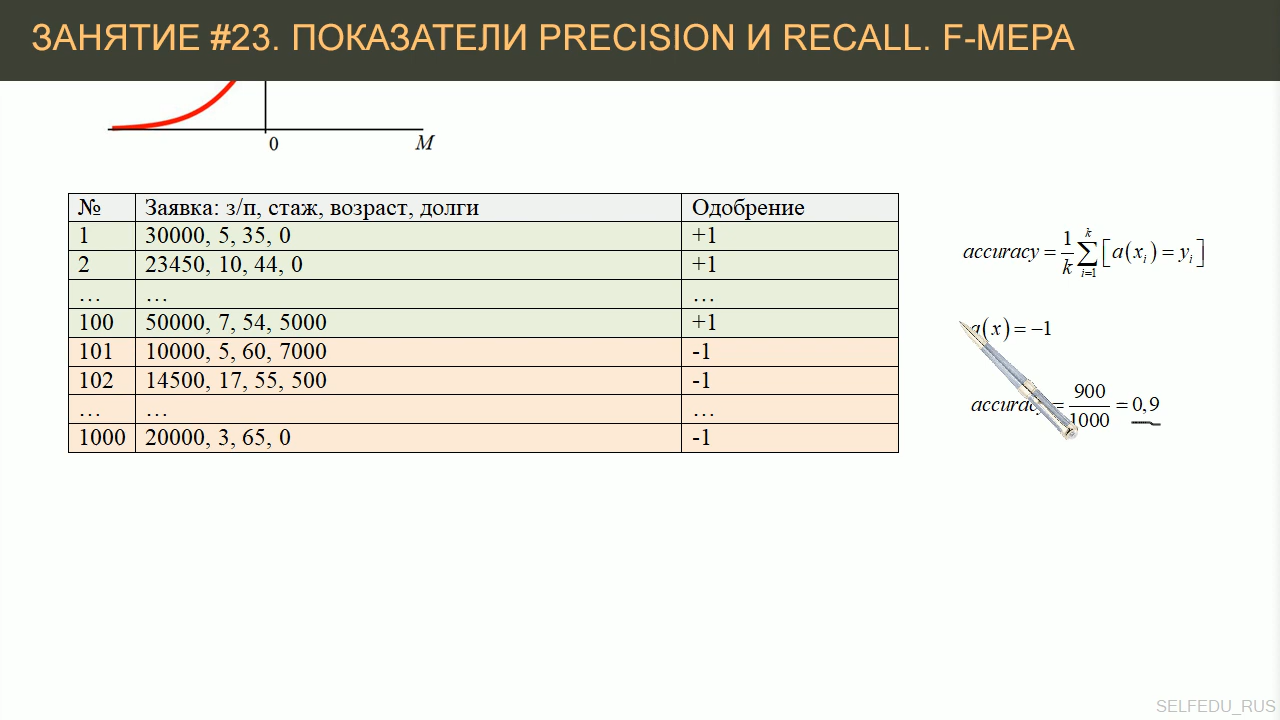 ЗАНЯТИЕ #23. ПОКАЗАТЕЛИ PRECISION И RECALL. F-МЕРА
0 M
№ Заявка: з/п, стаж, возраст, долги Одобрение
1 30000, 5, 35, 0 +1
2 23450, 10, 44, 0 +1
… … …
100 50000, 7, 54, 5000 +1
101 10000, 5, 60, 7000 -1
102 14500, 17, 55, 500 -1
… … …
1000 20000, 3, 65, 0 -1
accuracy = 1/k ∑_{i=1}^{k} [a(x_i) = y_i]
a(x) = −1
accuracy = 900/1000 = 0,9
SELFEDU_RUS